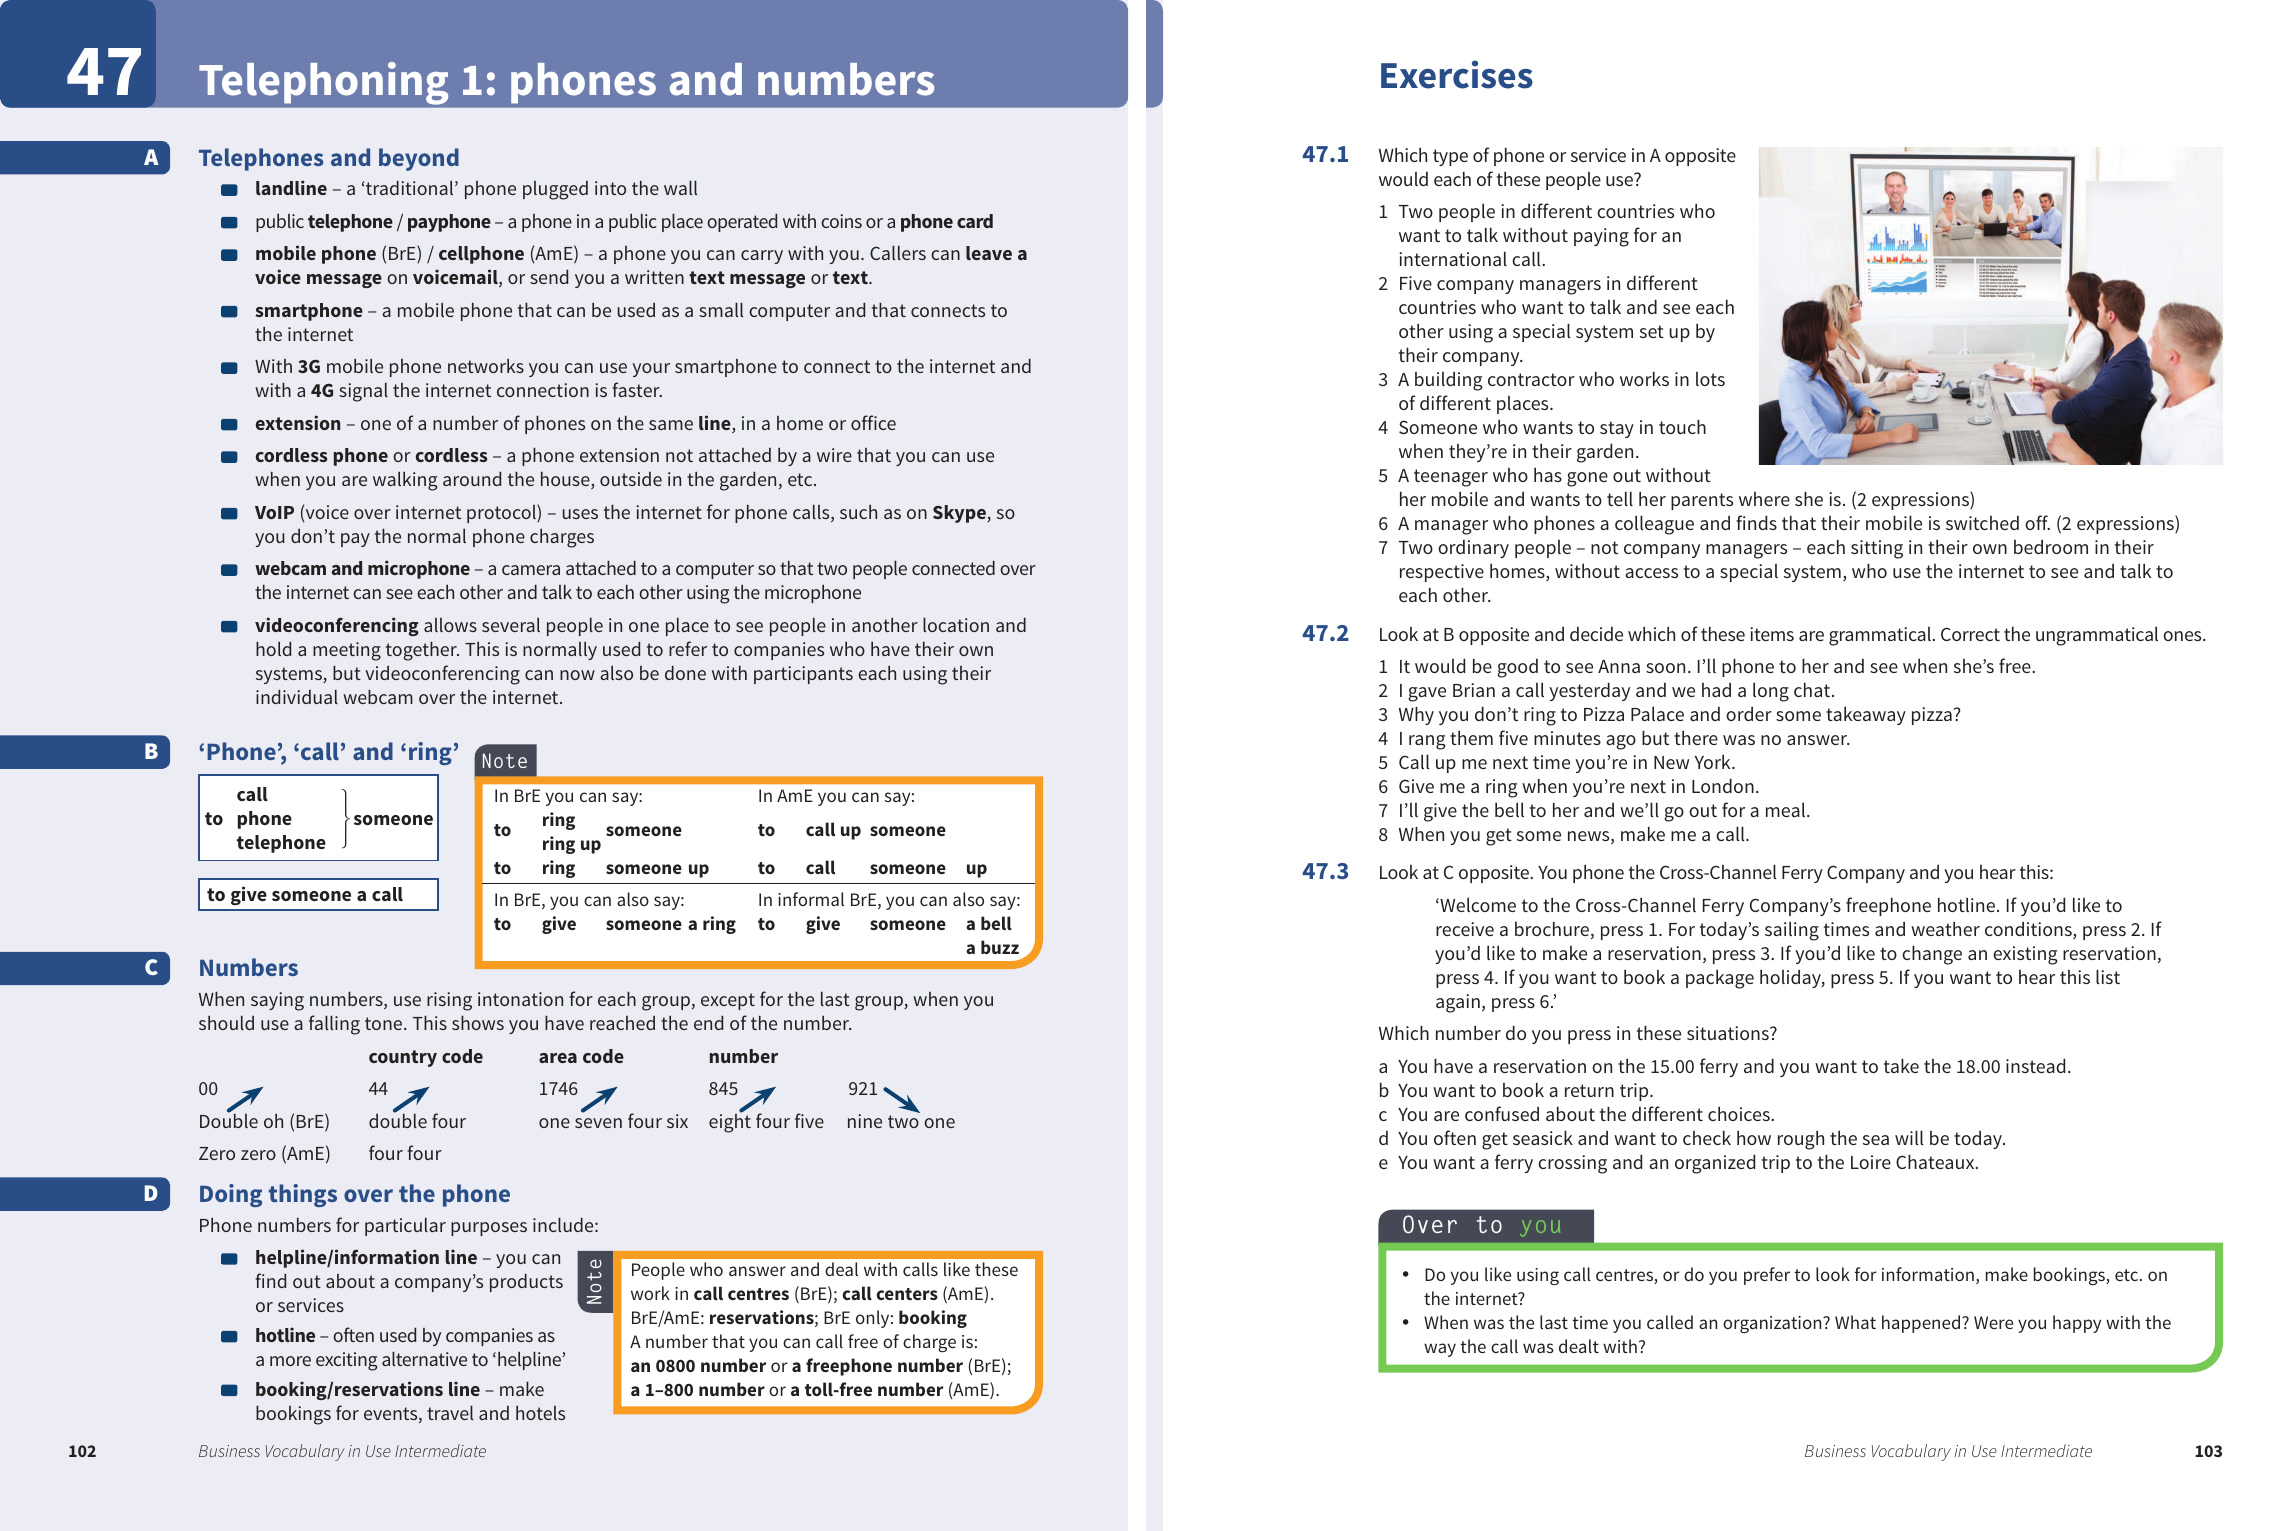 47
Telephoning 1: phones and numbers
A
Telephones and beyond
landline – a ‘traditional’ phone plugged into the wall
public telephone / payphone – a phone in a public place operated with coins or a phone card
mobile phone (BrE) / cellphone (AmE) – a phone you can carry with you. Callers can leave a
voice message on voicemail, or send you a written text message or text.
smartphone – a mobile phone that can be used as a small computer and that connects to
the internet
With 3G mobile phone networks you can use your smartphone to connect to the internet and
with a 4G signal the internet connection is faster.
extension – one of a number of phones on the same line, in a home or office
cordless phone or cordless – a phone extension not attached by a wire that you can use
when you are walking around the house, outside in the garden, etc.
VoIP (voice over internet protocol) – uses the internet for phone calls, such as on Skype, so
you don’t pay the normal phone charges
webcam and microphone – a camera attached to a computer so that two people connected over
the internet can see each other and talk to each other using the microphone
videoconferencing allows several people in one place to see people in another location and
hold a meeting together. This is normally used to refer to companies who have their own
systems, but videoconferencing can now also be done with participants each using their
individual webcam over the internet.
B
‘Phone’, ‘call’ and ‘ring’
call
to phone someone
telephone
to give someone a call
Note
In BrE you can say: In AmE you can say:
ring
to someone to call up someone
ring up
to ring someone up to call someone up
In BrE, you can also say: In informal BrE, you can also say:
to give someone a ring to give someone a bell
a buzz
C
Numbers
When saying numbers, use rising intonation for each group, except for the last group, when you
should use a falling tone. This shows you have reached the end of the number.
country code area code number
00 44 1746 845 921
Double oh (BrE) double four one seven four six eight four five nine two one
Zero zero (AmE) four four
D
Doing things over the phone
Phone numbers for particular purposes include:
helpline/information line – you can
find out about a company’s products
or services
hotline – often used by companies as
a more exciting alternative to ‘helpline’
booking/reservations line – make
bookings for events, travel and hotels
Note
People who answer and deal with calls like these
work in call centres (BrE); call centers (AmE).
BrE/AmE: reservations; BrE only: booking
A number that you can call free of charge is:
an 0800 number or a freephone number (BrE);
a 1–800 number or a toll-free number (AmE).
102
Business Vocabulary in Use Intermediate
Exercises
47.1
Which type of phone or service in A opposite
would each of these people use?
1 Two people in different countries who
want to talk without paying for an
international call.
2 Five company managers in different
countries who want to talk and see each
other using a special system set up by
their company.
3 A building contractor who works in lots
of different places.
4 Someone who wants to stay in touch
when they’re in their garden.
5 A teenager who has gone out without
her mobile and wants to tell her parents where she is. (2 expressions)
6 A manager who phones a colleague and finds that their mobile is switched off. (2 expressions)
7 Two ordinary people – not company managers – each sitting in their own bedroom in their
respective homes, without access to a special system, who use the internet to see and talk to
each other.
47.2
Look at B opposite and decide which of these items are grammatical. Correct the ungrammatical ones.
1 It would be good to see Anna soon. I’ll phone to her and see when she’s free.
2 I gave Brian a call yesterday and we had a long chat.
3 Why you don’t ring to Pizza Palace and order some takeaway pizza?
4 I rang them five minutes ago but there was no answer.
5 Call up me next time you’re in New York.
6 Give me a ring when you’re next in London.
7 I’ll give the bell to her and we’ll go out for a meal.
8 When you get some news, make me a call.
47.3
Look at C opposite. You phone the Cross-Channel Ferry Company and you hear this:
‘Welcome to the Cross-Channel Ferry Company’s freephone hotline. If you’d like to
receive a brochure, press 1. For today’s sailing times and weather conditions, press 2. If
you’d like to make a reservation, press 3. If you’d like to change an existing reservation,
press 4. If you want to book a package holiday, press 5. If you want to hear this list
again, press 6.’
Which number do you press in these situations?
a You have a reservation on the 15.00 ferry and you want to take the 18.00 instead.
b You want to book a return trip.
c You are confused about the different choices.
d You often get seasick and want to check how rough the sea will be today.
e You want a ferry crossing and an organized trip to the Loire Chateaux.
Over to you
• Do you like using call centres, or do you prefer to look for information, make bookings, etc. on
the internet?
• When was the last time you called an organization? What happened? Were you happy with the
way the call was dealt with?
Business Vocabulary in Use Intermediate
103